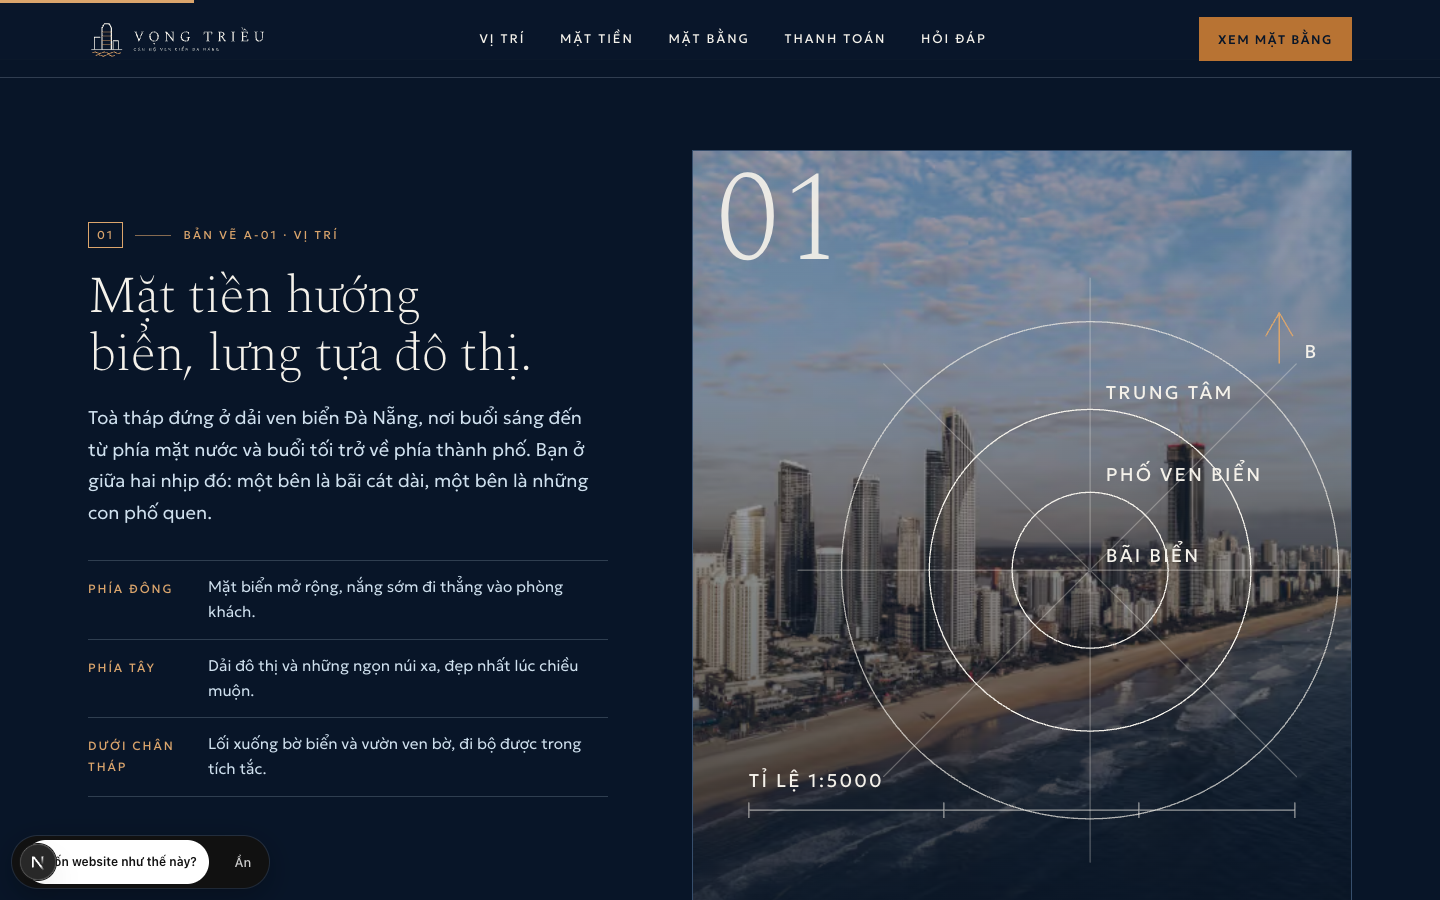 VỌNG TRIỀU
CĂN HỘ VEN BIỂN ĐÀ NẴNG
VỊ TRÍ
MẶT TIỀN
MẶT BẰNG
THANH TOÁN
HỎI ĐÁP
XEM MẶT BẰNG
01
BẢN VẼ A-01 · VỊ TRÍ
Mặt tiền hướng
biển, lưng tựa đô thị.
Toà tháp đứng ở dải ven biển Đà Nẵng, nơi buổi sáng đến
từ phía mặt nước và buổi tối trở về phía thành phố. Bạn ở
giữa hai nhịp đó: một bên là bãi cát dài, một bên là những
con phố quen.
PHÍA ĐÔNG
Mặt biển mở rộng, nắng sớm đi thẳng vào phòng
khách.
PHÍA TÂY
Dải đô thị và những ngọn núi xa, đẹp nhất lúc chiều
muộn.
DƯỚI CHÂN
THÁP
Lối xuống bờ biển và vườn ven bờ, đi bộ được trong
tích tắc.
01
B
TRUNG TÂM
PHỐ VEN BIỂN
BÃI BIỂN
TỈ LỆ 1:5000
N
website như thế này?
Ẩn